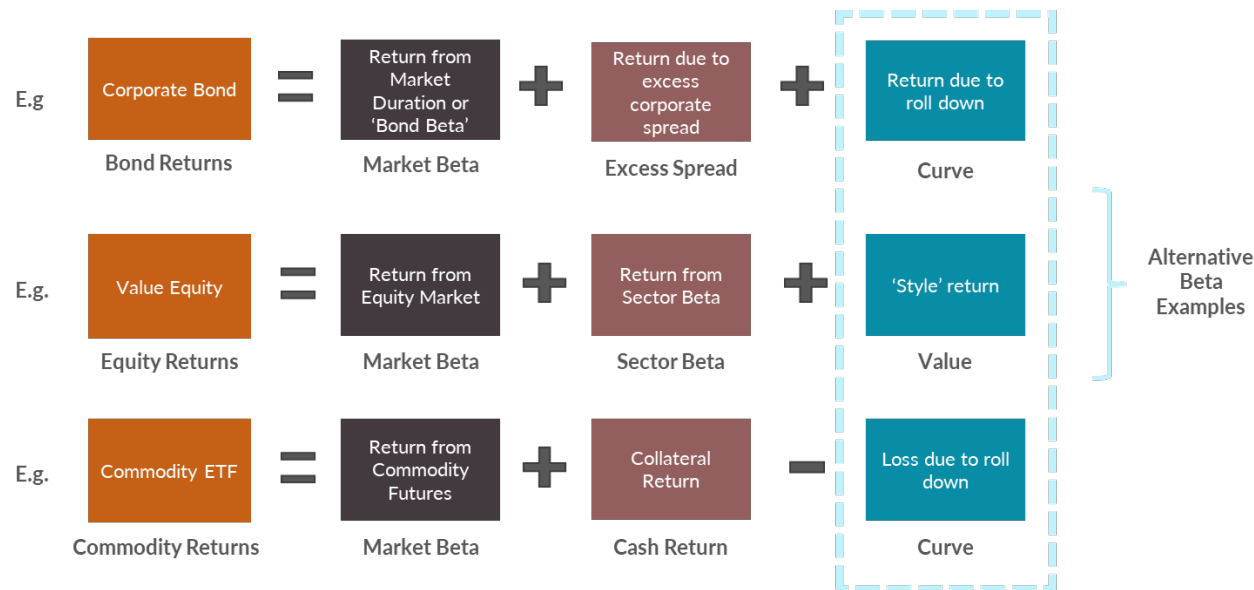 E.g
Corporate Bond
=
Return from
Market
Duration or
‘Bond Beta’
+
Return due to
excess
corporate
spread
+
Return due to
roll down
Bond Returns
Market Beta
Excess Spread
Curve
E.g.
Value Equity
=
Return from
Equity Market
+
Return from
Sector Beta
+
‘Style’ return
Equity Returns
Market Beta
Sector Beta
Value
Alternative
Beta
Examples
E.g.
Commodity ETF
=
Return from
Commodity
Futures
+
Collateral
Return
-
Loss due to roll
down
Commodity Returns
Market Beta
Cash Return
Curve